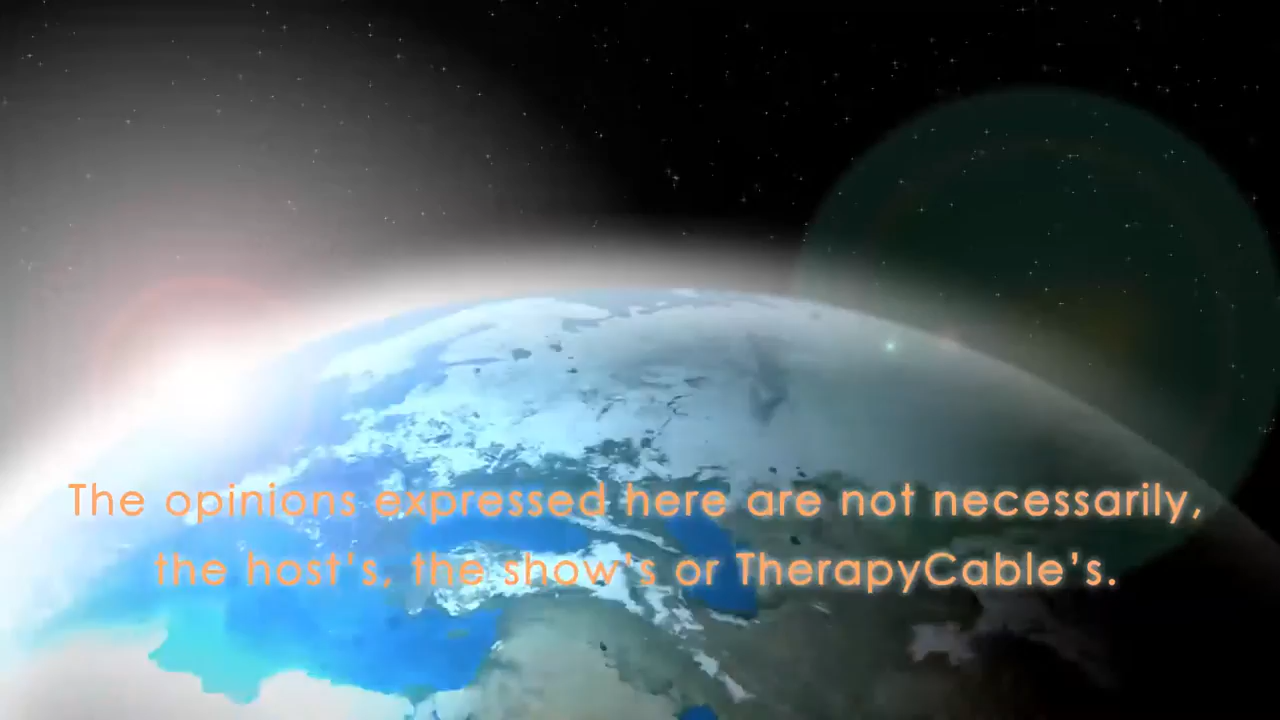 The opinions expressed here are not necessarily,
the host's, the show's or TherapyCable's.